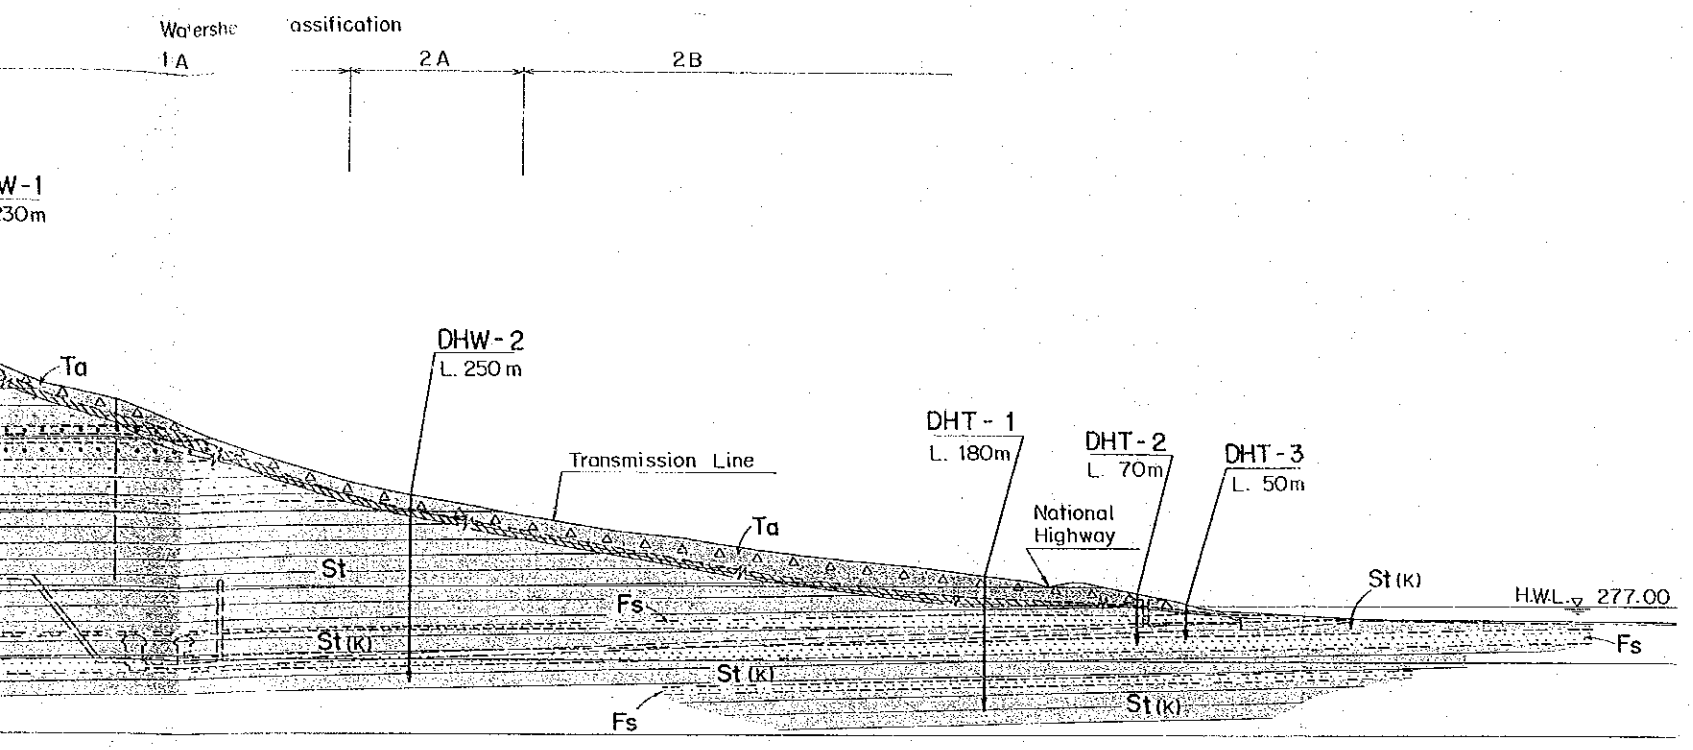 Watershe assification
1A 2A 2B
W-1
230m
DHW-2
L. 250m
Ta
DHT-1
L. 180m
DHT-2
L. 70m
DHT-3
L. 50m
Transmission Line
National
Highway
Ta
St
St(K)
H.W.L. 277.00
Fs
St(K)
Fs
St(K)
St(K)
Fs